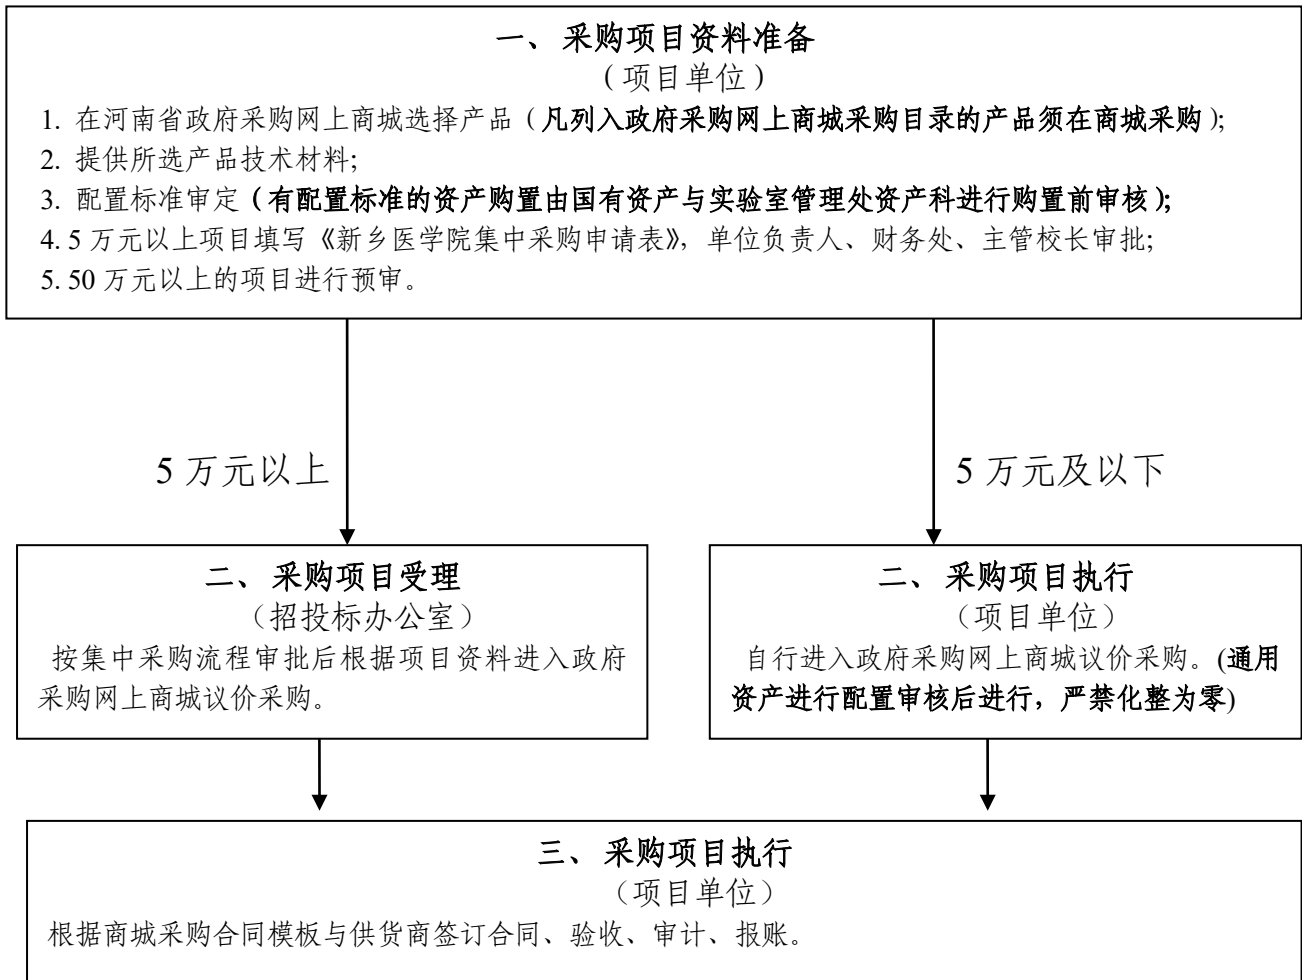 一、 采购项目资料准备
（项目单位）
1. 在河南省政府采购网上商城选择产品（凡列入政府采购网上商城采购目录的产品须在商城采购）;
2. 提供所选产品技术材料;
3. 配置标准审定（有配置标准的资产购置由国有资产与实验室管理处资产科进行购置前审核）;
4. 5 万元以上项目填写《新乡医学院集中采购申请表》，单位负责人、财务处、主管校长审批;
5. 50 万元以上的项目进行预审。
5 万元以上
5 万元及以下
二、 采购项目受理
（招投标办公室）
按集中采购流程审批后根据项目资料进入政府
采购网上商城议价采购。
二、 采购项目执行
（项目单位）
自行进入政府采购网上商城议价采购。(通用
资产进行配置审核后进行，严禁化整为零)
三、 采购项目执行
（项目单位）
根据商城采购合同模板与供货商签订合同、验收、审计、报账。